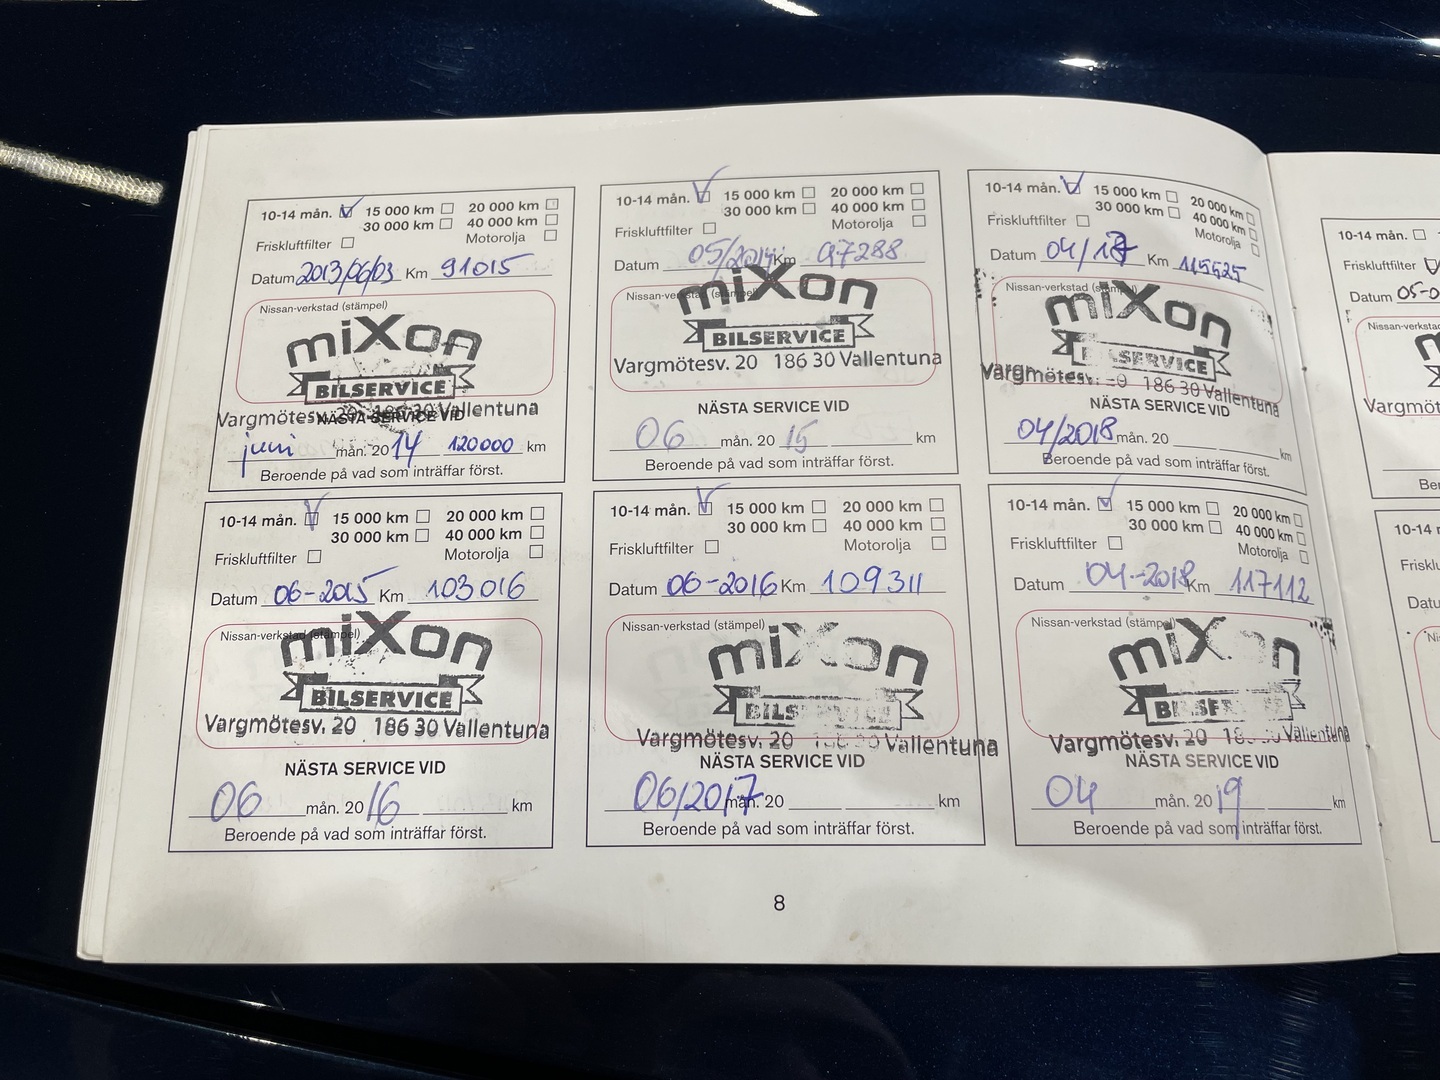 10-14 mån. 15 000 km 20 000 km
30 000 km 40 000 km
Friskluftfilter Motorolja
Datum 2013/06/03 Km 91015
Nissan-verkstad (stämpel)
miXon
BILSERVICE
Vargmötesv. 20 186 30 Vallentuna
NÄSTA SERVICE VID
juni mån. 20 14 120000 km
Beroende på vad som inträffar först.
10-14 mån. 15 000 km 20 000 km
30 000 km 40 000 km
Friskluftfilter Motorolja
Datum 05/2014 Km 97288
Nissan-verkstad (stämpel)
miXon
BILSERVICE
Vargmötesv. 20 186 30 Vallentuna
NÄSTA SERVICE VID
06 mån. 20 15 km
Beroende på vad som inträffar först.
10-14 mån. 15 000 km 20 000 km
30 000 km 40 000 km
Friskluftfilter Motorolja
Datum 04/17 Km
Nissan-verkstad (stämpel)
miXon
BILSERVICE
Vargmötesv. 20 186 30 Vallentuna
NÄSTA SERVICE VID
04/2018 mån. 20 km
Beroende på vad som inträffar först.
10-14 mån. 15 000 km 20 000 km
30 000 km 40 000 km
Friskluftfilter Motorolja
Datum 06-2015 Km 103016
Nissan-verkstad (stämpel)
miXon
BILSERVICE
Vargmötesv. 20 186 30 Vallentuna
NÄSTA SERVICE VID
06 mån. 20 16 km
Beroende på vad som inträffar först.
10-14 mån. 15 000 km 20 000 km
30 000 km 40 000 km
Friskluftfilter Motorolja
Datum 06-2016 Km 109311
Nissan-verkstad (stämpel)
miXon
BILSERVICE
Vargmötesv. 20 186 30 Vallentuna
NÄSTA SERVICE VID
06/2017 mån. 20 km
Beroende på vad som inträffar först.
10-14 mån. 15 000 km 20 000 km
30 000 km 40 000 km
Friskluftfilter Motorolja
Datum 04-2018 Km 117112
Nissan-verkstad (stämpel)
miXon
BILSERVICE
Vargmötesv. 20 Vallentuna
NÄSTA SERVICE VID
04 mån. 20 19 km
Beroende på vad som inträffar först.
8
10-14 mån.
Friskluftfilter
Datum 05-0